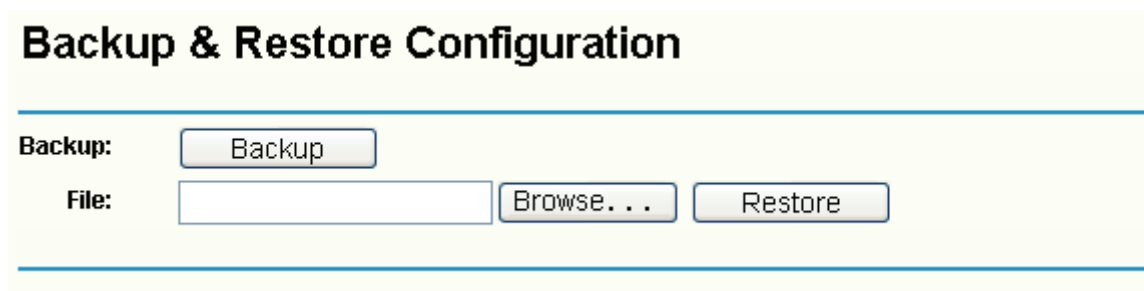 Backup & Restore Configuration
Backup: Backup
File: Browse... Restore